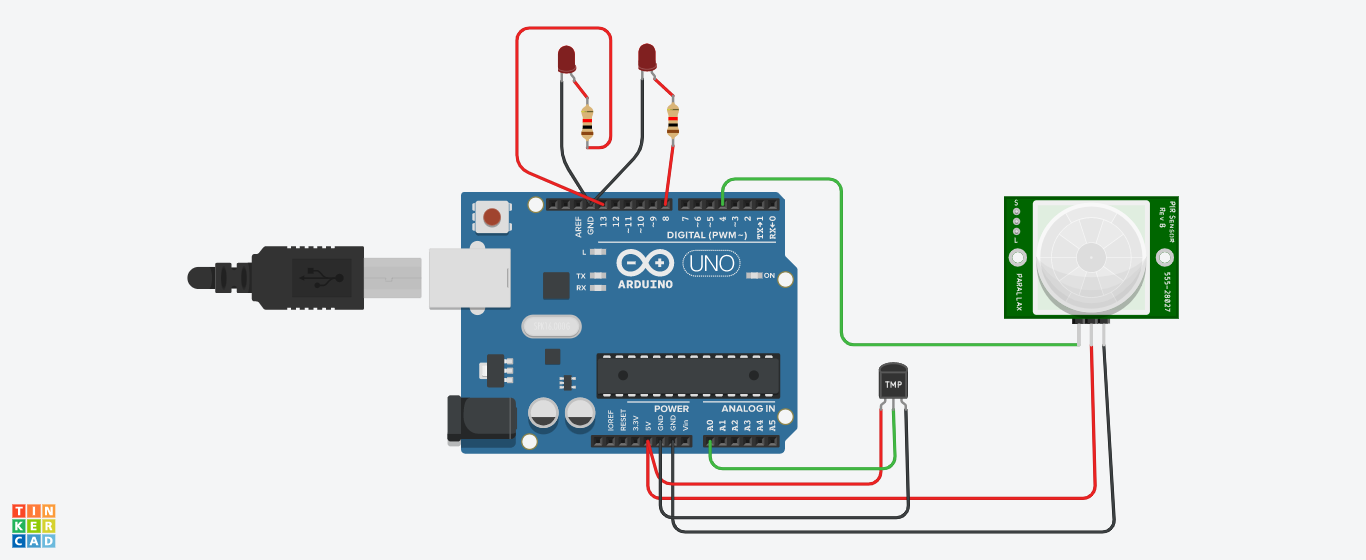 AREF
GND
13
12
~11
~10
~9
8
7
~6
~5
4
~3
2
TX→1
RX←0
DIGITAL (PWM~)
L
TX
RX
ARDUINO
UNO
ON
S
L
PIR SENSOR
Rev B
PARALLAX
555-28027
TMP
POWER
ANALOG IN
IOREF
RESET
3.3V
5V
GND
GND
Vin
A0
A1
A2
A3
A4
A5
TIN
KER
CAD